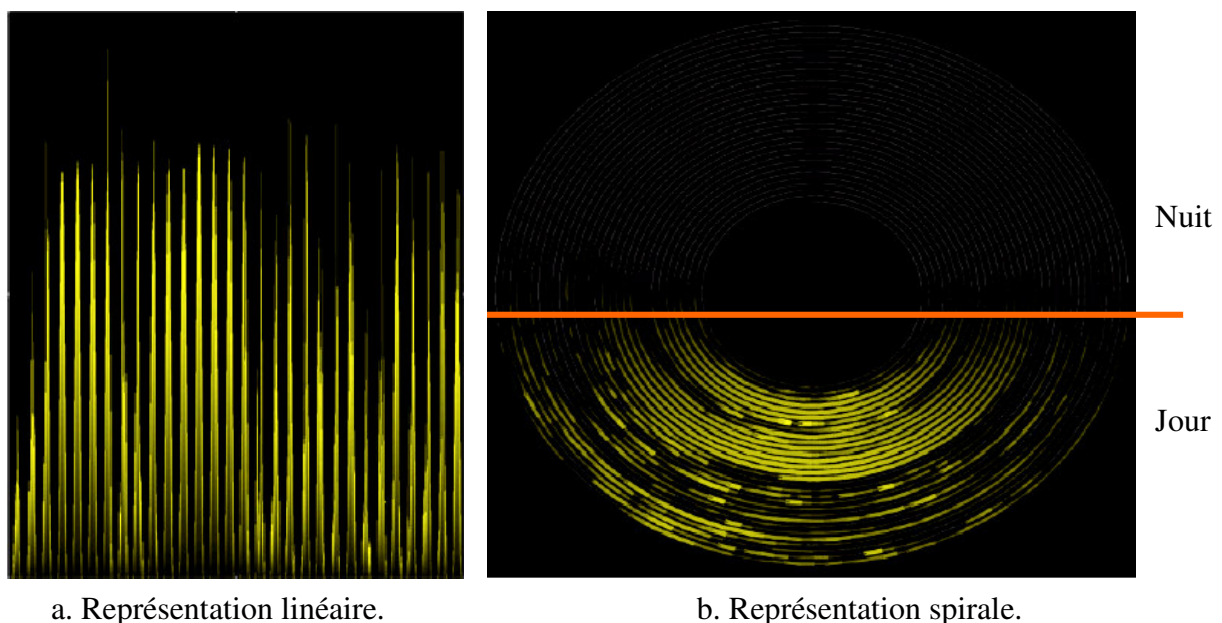 Nuit
Jour
a. Représentation linéaire.
b. Représentation spirale.